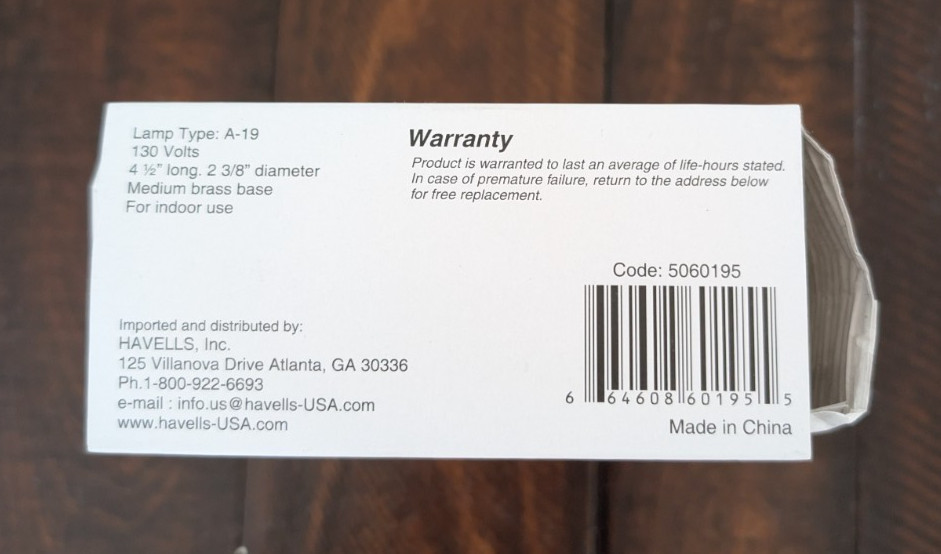 Lamp Type: A-19
130 Volts
4 ½” long. 2 3/8” diameter
Medium brass base
For indoor use
Warranty
Product is warranted to last an average of life-hours stated.
In case of premature failure, return to the address below
for free replacement.
Imported and distributed by:
HAVELLS, Inc.
125 Villanova Drive Atlanta, GA 30336
Ph.1-800-922-6693
e-mail : info.us@havells-USA.com
www.havells-USA.com
Code: 5060195
6 64608 60195 5
Made in China